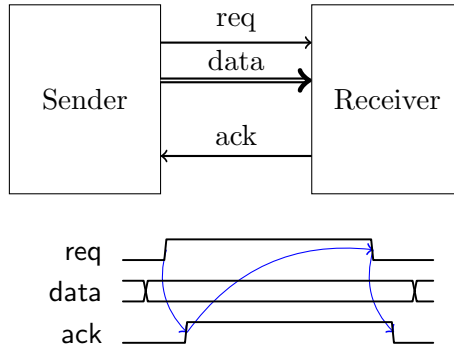 req
data
Sender
Receiver
ack
req
data
ack